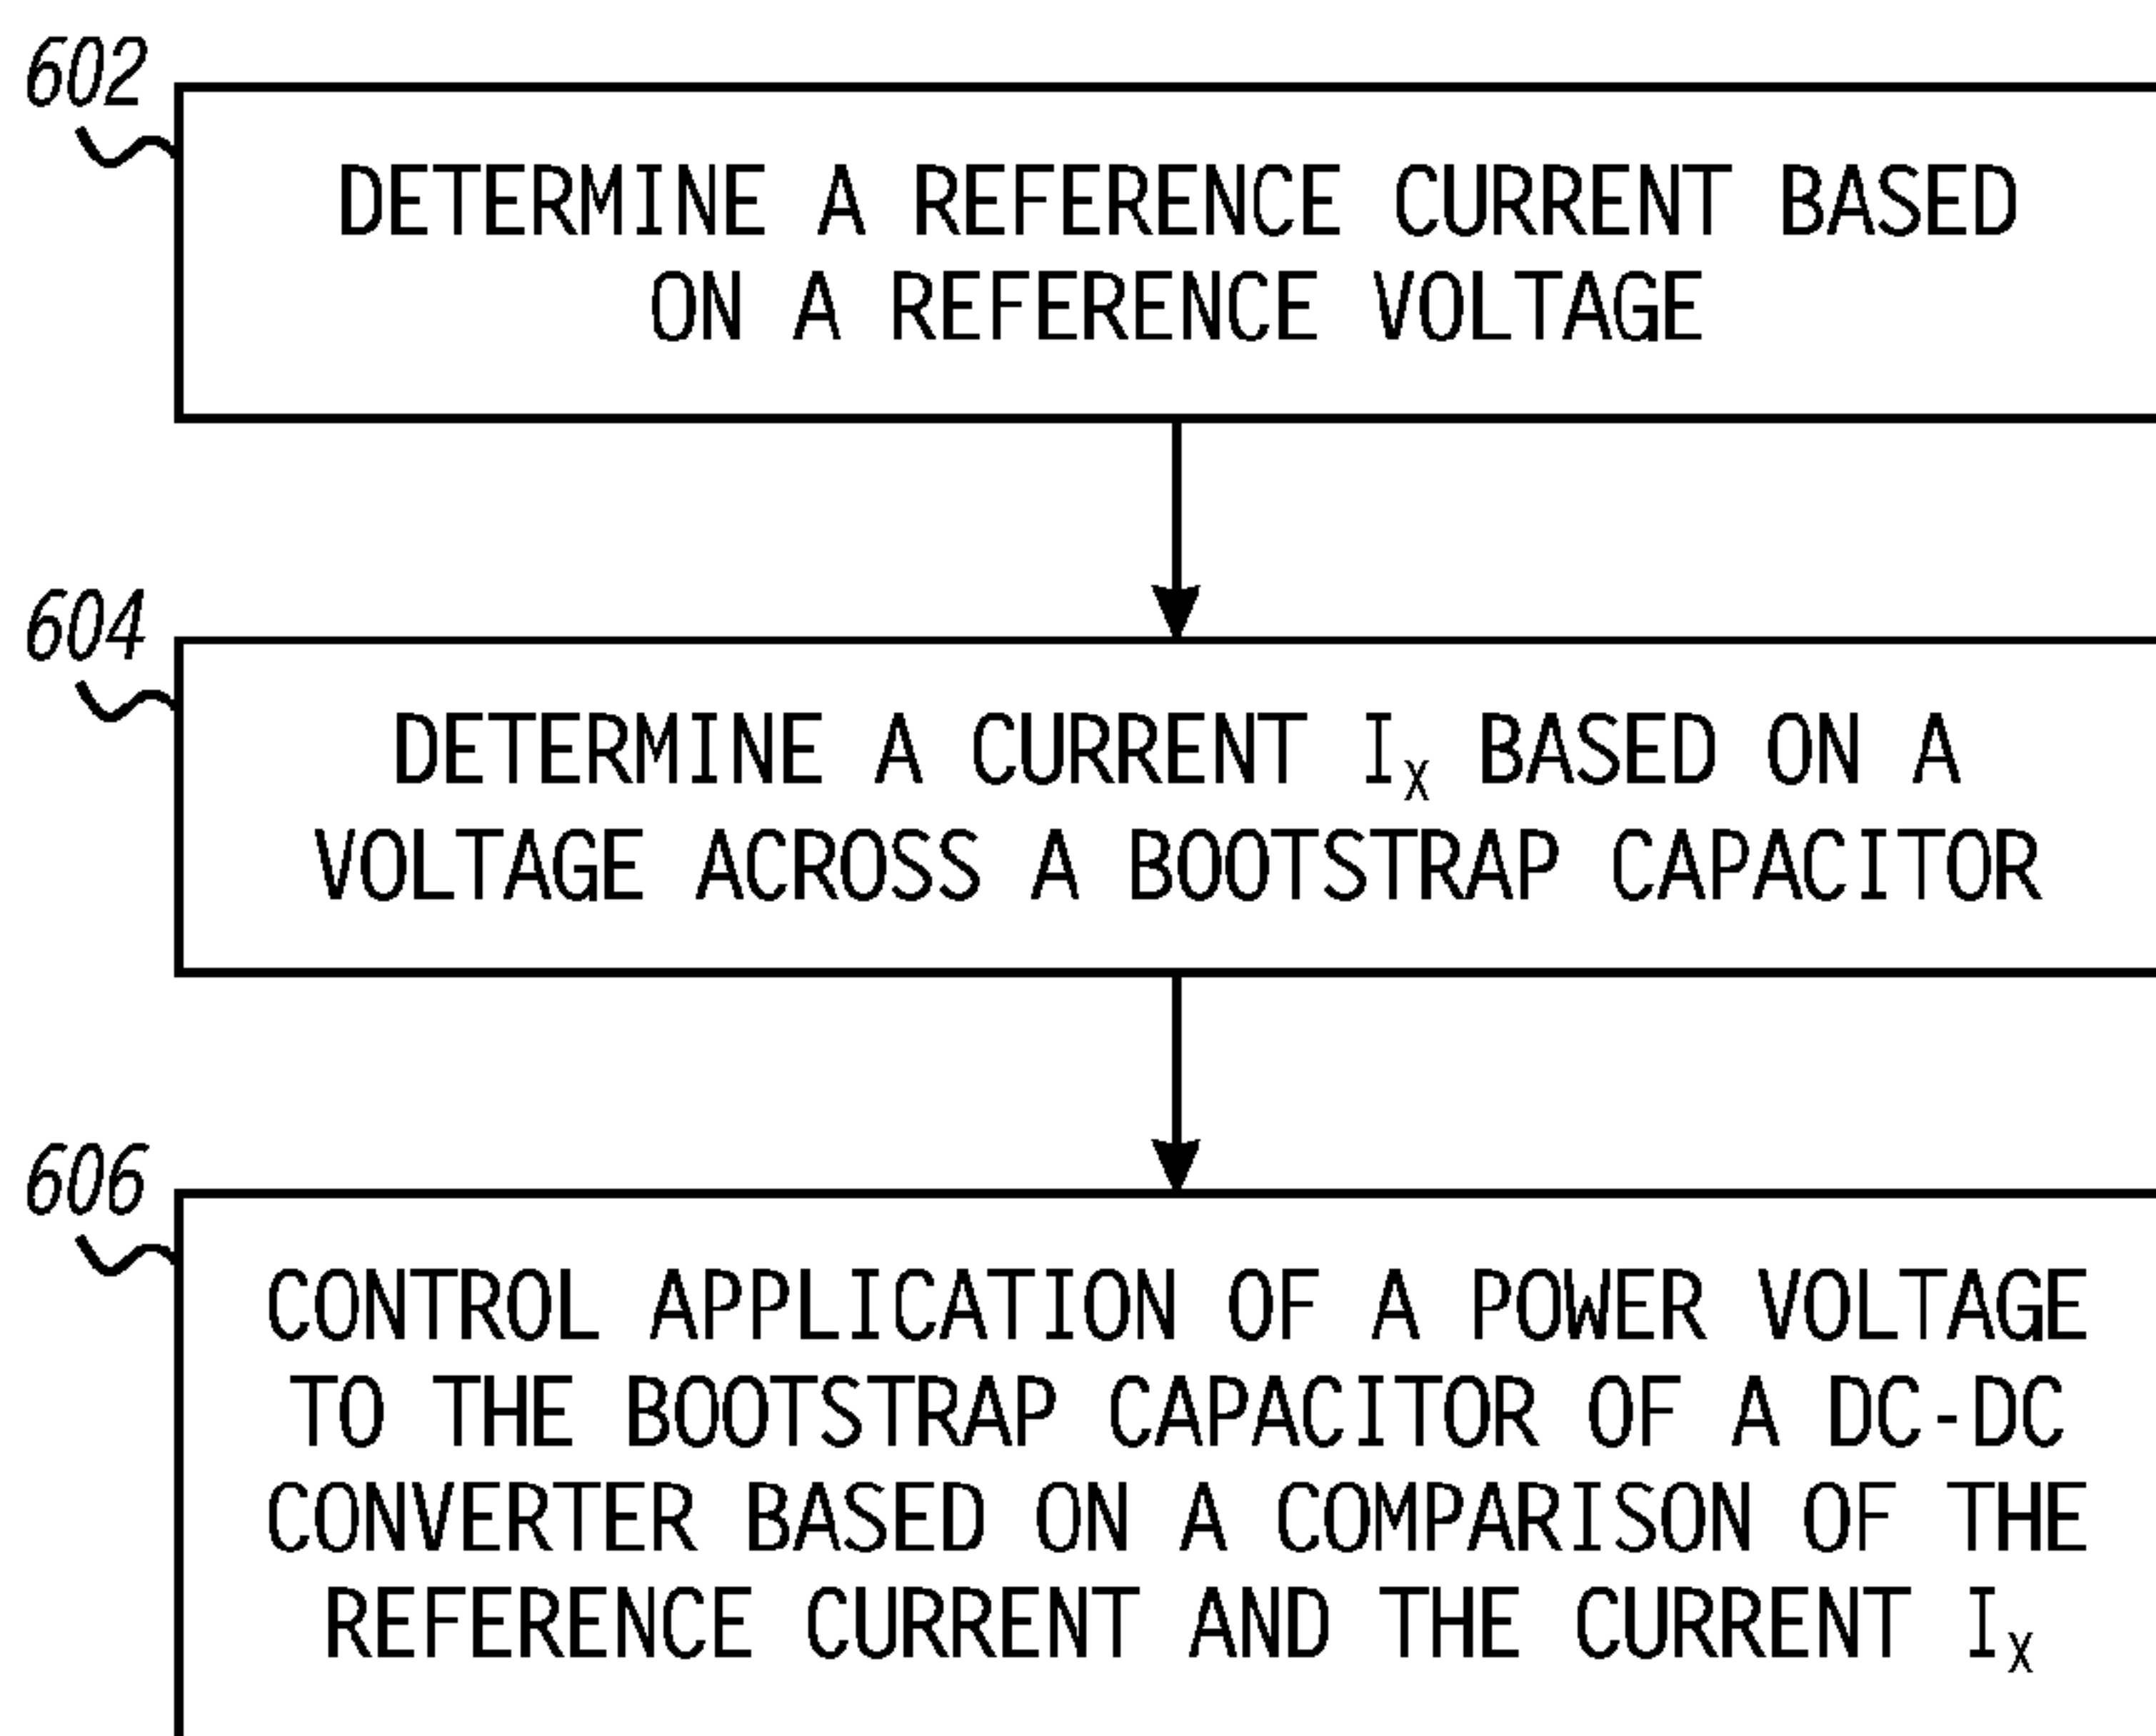 602
DETERMINE A REFERENCE CURRENT BASED
ON A REFERENCE VOLTAGE
604
DETERMINE A CURRENT Iₓ BASED ON A
VOLTAGE ACROSS A BOOTSTRAP CAPACITOR
606
CONTROL APPLICATION OF A POWER VOLTAGE
TO THE BOOTSTRAP CAPACITOR OF A DC-DC
CONVERTER BASED ON A COMPARISON OF THE
REFERENCE CURRENT AND THE CURRENT Iₓ